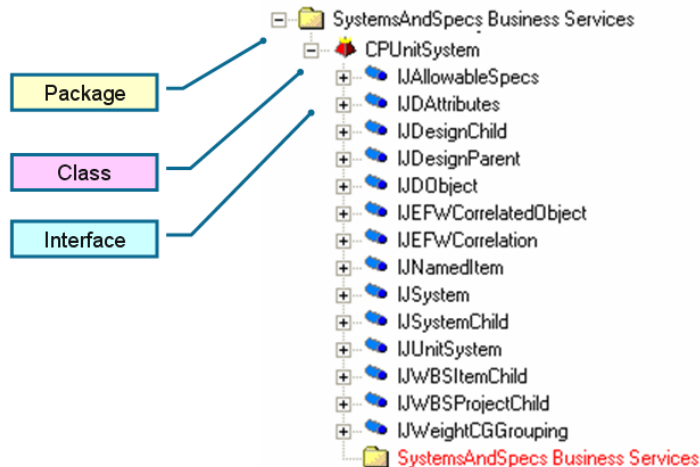 SystemsAndSpecs Business Services
CPUnitSystem
Package
Class
Interface
IJAllowableSpecs
IJDAttributes
IJDesignChild
IJDesignParent
IJDObject
IJEFWCorrelatedObject
IJEFWCorrelation
IJNamedItem
IJSystem
IJSystemChild
IJUnitSystem
IJWBSItemChild
IJWBSProjectChild
IJWeightCGGrouping
SystemsAndSpecs Business Services